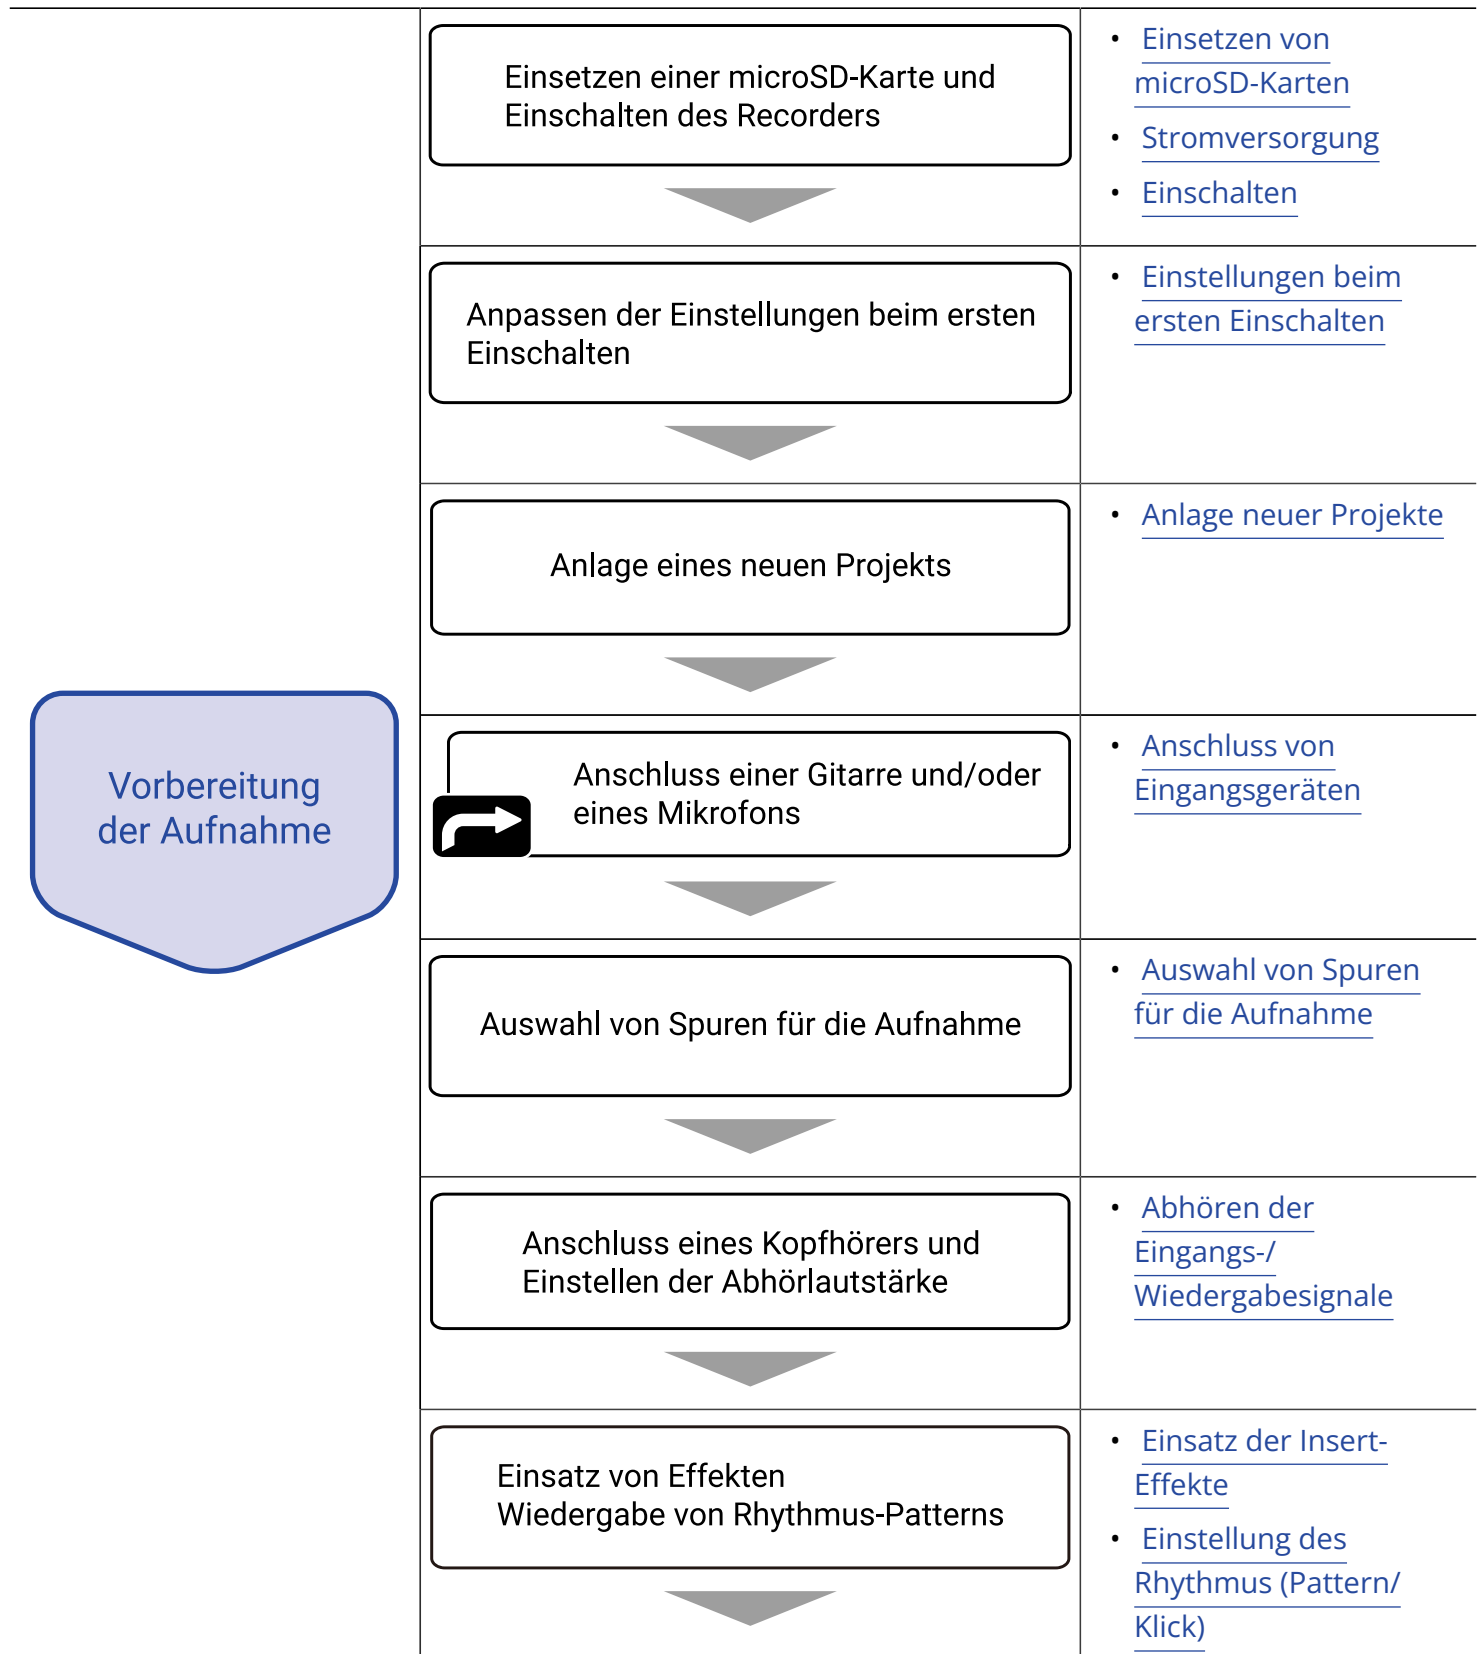 Vorbereitung
der Aufnahme
Einsetzen einer microSD-Karte und
Einschalten des Recorders
• Einsetzen von
microSD-Karten
• Stromversorgung
• Einschalten
Anpassen der Einstellungen beim ersten
Einschalten
• Einstellungen beim
ersten Einschalten
Anlage eines neuen Projekts
• Anlage neuer Projekte
Anschluss einer Gitarre und/oder
eines Mikrofons
• Anschluss von
Eingangsgeräten
Auswahl von Spuren für die Aufnahme
• Auswahl von Spuren
für die Aufnahme
Anschluss eines Kopfhörers und
Einstellen der Abhörlautstärke
• Abhören der
Eingangs-/
Wiedergabesignale
Einsatz von Effekten
Wiedergabe von Rhythmus-Patterns
• Einsatz der Insert-
Effekte
• Einstellung des
Rhythmus (Pattern/
Klick)